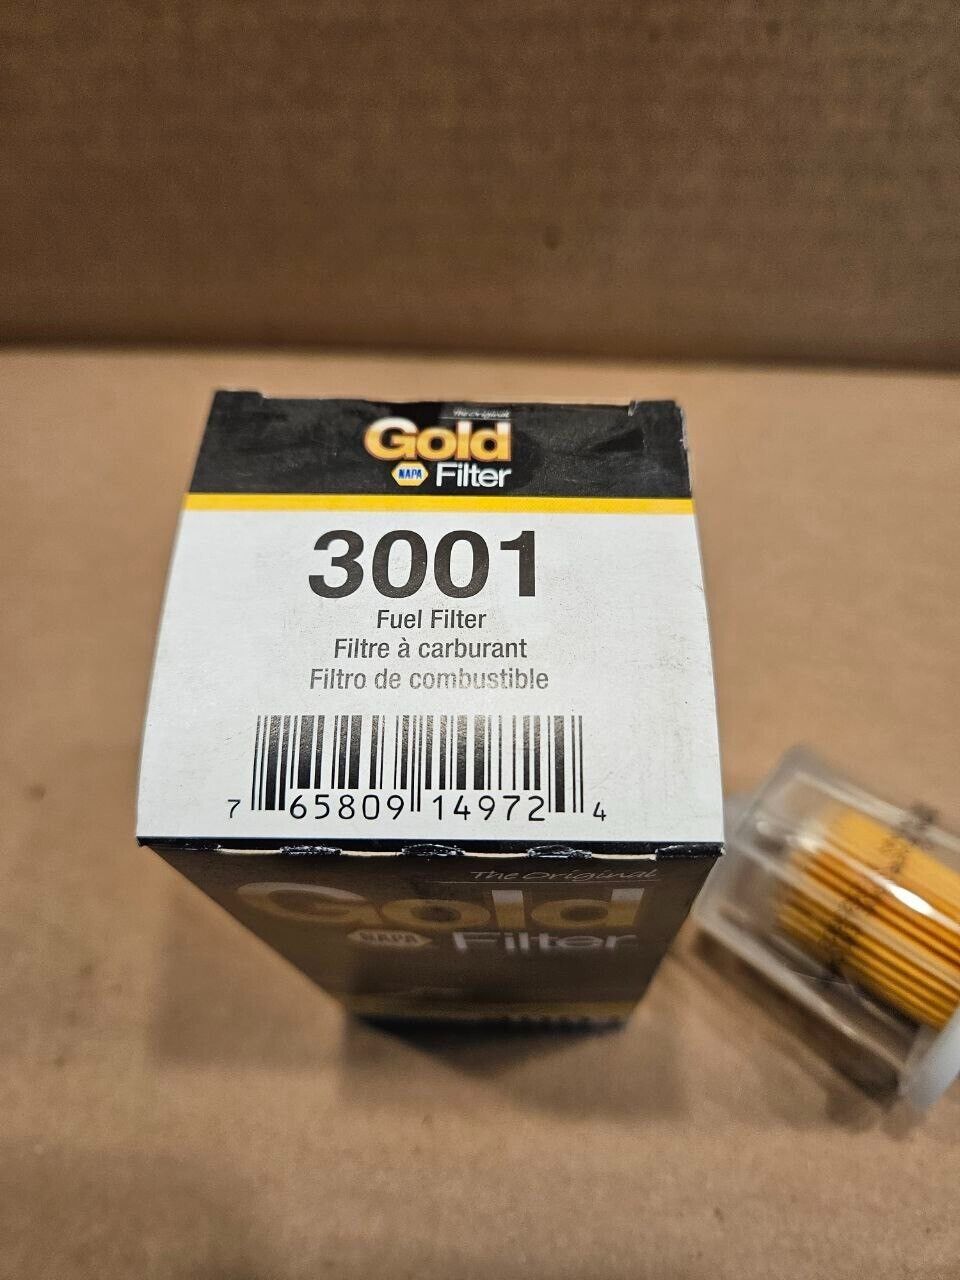 The Original
Gold
NAPA Filter
3001
Fuel Filter
Filtre à carburant
Filtro de combustible
7 65809 14972 4
The Original
Gold
NAPA Filter